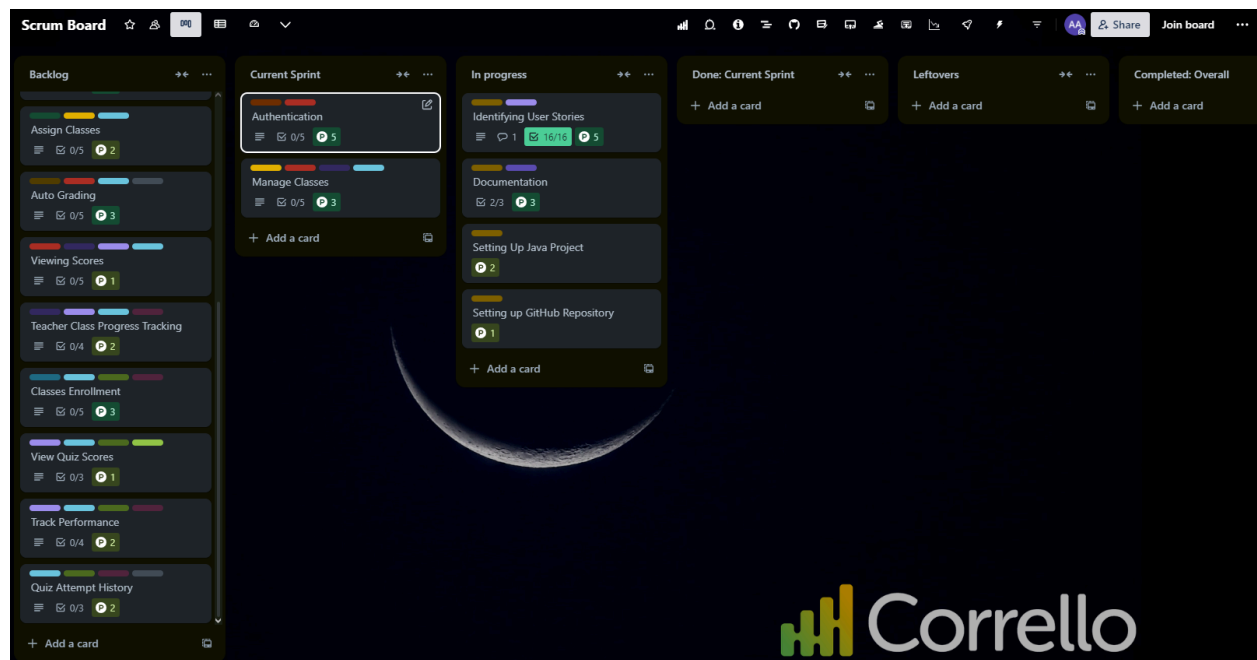 Scrum Board
AA
Share
Join board
Backlog
Assign Classes
0/5 P 2
Auto Grading
0/5 P 3
Viewing Scores
0/5 P 1
Teacher Class Progress Tracking
0/4 P 2
Classes Enrollment
0/5 P 3
View Quiz Scores
0/3 P 1
Track Performance
0/4 P 2
Quiz Attempt History
0/3 P 2
+ Add a card
Current Sprint
Authentication
0/5 P 5
Manage Classes
0/5 P 3
+ Add a card
In progress
Identifying User Stories
1 16/16 P 5
Documentation
2/3 P 3
Setting Up Java Project
P 2
Setting up GitHub Repository
P 1
+ Add a card
Done: Current Sprint
+ Add a card
Leftovers
+ Add a card
Completed: Overall
+ Add a card
Corrello